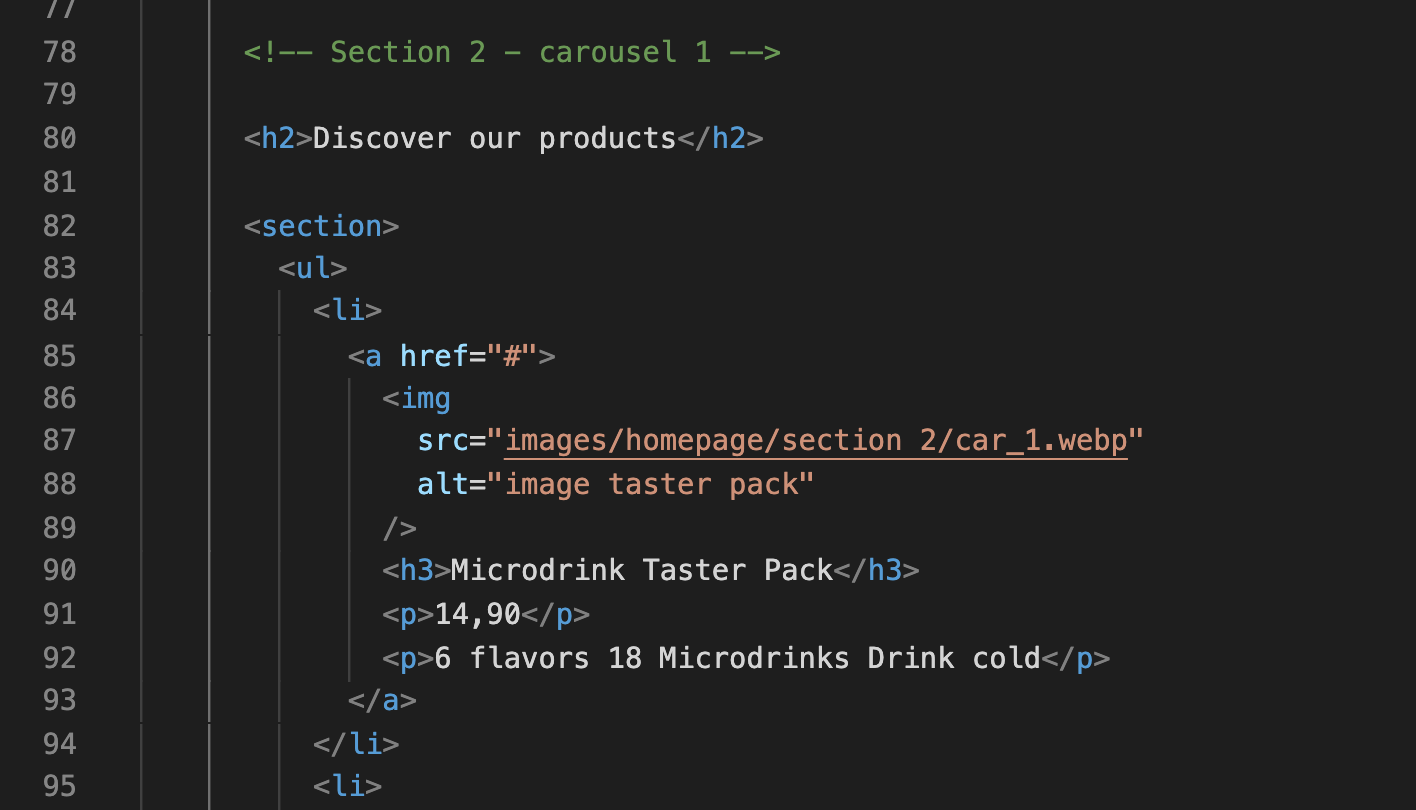 77
78 <!-- Section 2 - carousel 1 -->
79
80 <h2>Discover our products</h2>
81
82 <section>
83 <ul>
84 <li>
85 <a href="#">
86 <img
87 src="images/homepage/section 2/car_1.webp"
88 alt="image taster pack"
89 />
90 <h3>Microdrink Taster Pack</h3>
91 <p>14,90</p>
92 <p>6 flavors 18 Microdrinks Drink cold</p>
93 </a>
94 </li>
95 <li>